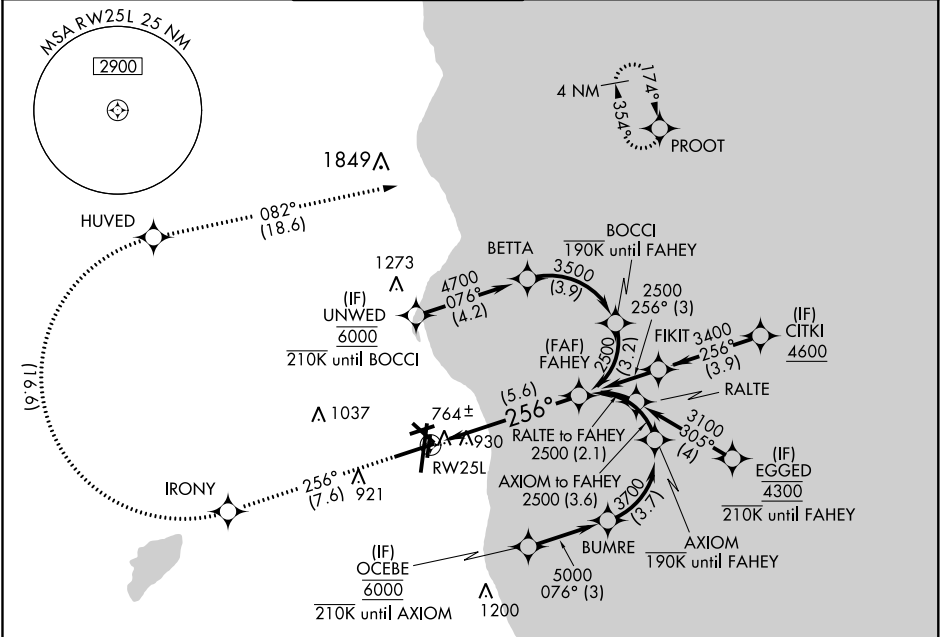 MSA RW25L 25 NM
2900
4 NM
174°
354°
PROOT
1849
HUVED
082°
(18.6)
BOCCI
190K until FAHEY
BETTA
1273
4700
076°
(4.2)
3500
(3.9)
(IF)
UNWED
6000
210K until BOCCI
2500
256° (3)
2500
(3.2)
FIKIT
3400
256°
(3.9)
(IF)
CITKI
4600
(FAF)
FAHEY
RALTE
(19.6)
1037
764±
930
(5.6)
256°
RW25L
RALTE to FAHEY
2500 (2.1)
3100
305°
(4)
(IF)
EGGED
4300
210K until FAHEY
AXIOM to FAHEY
2500 (3.6)
IRONY
256°
(7.6)
921
3700
(3.7)
BUMRE
AXIOM
190K until FAHEY
(IF)
OCEBE
6000
210K until AXIOM
5000
076° (3)
1200